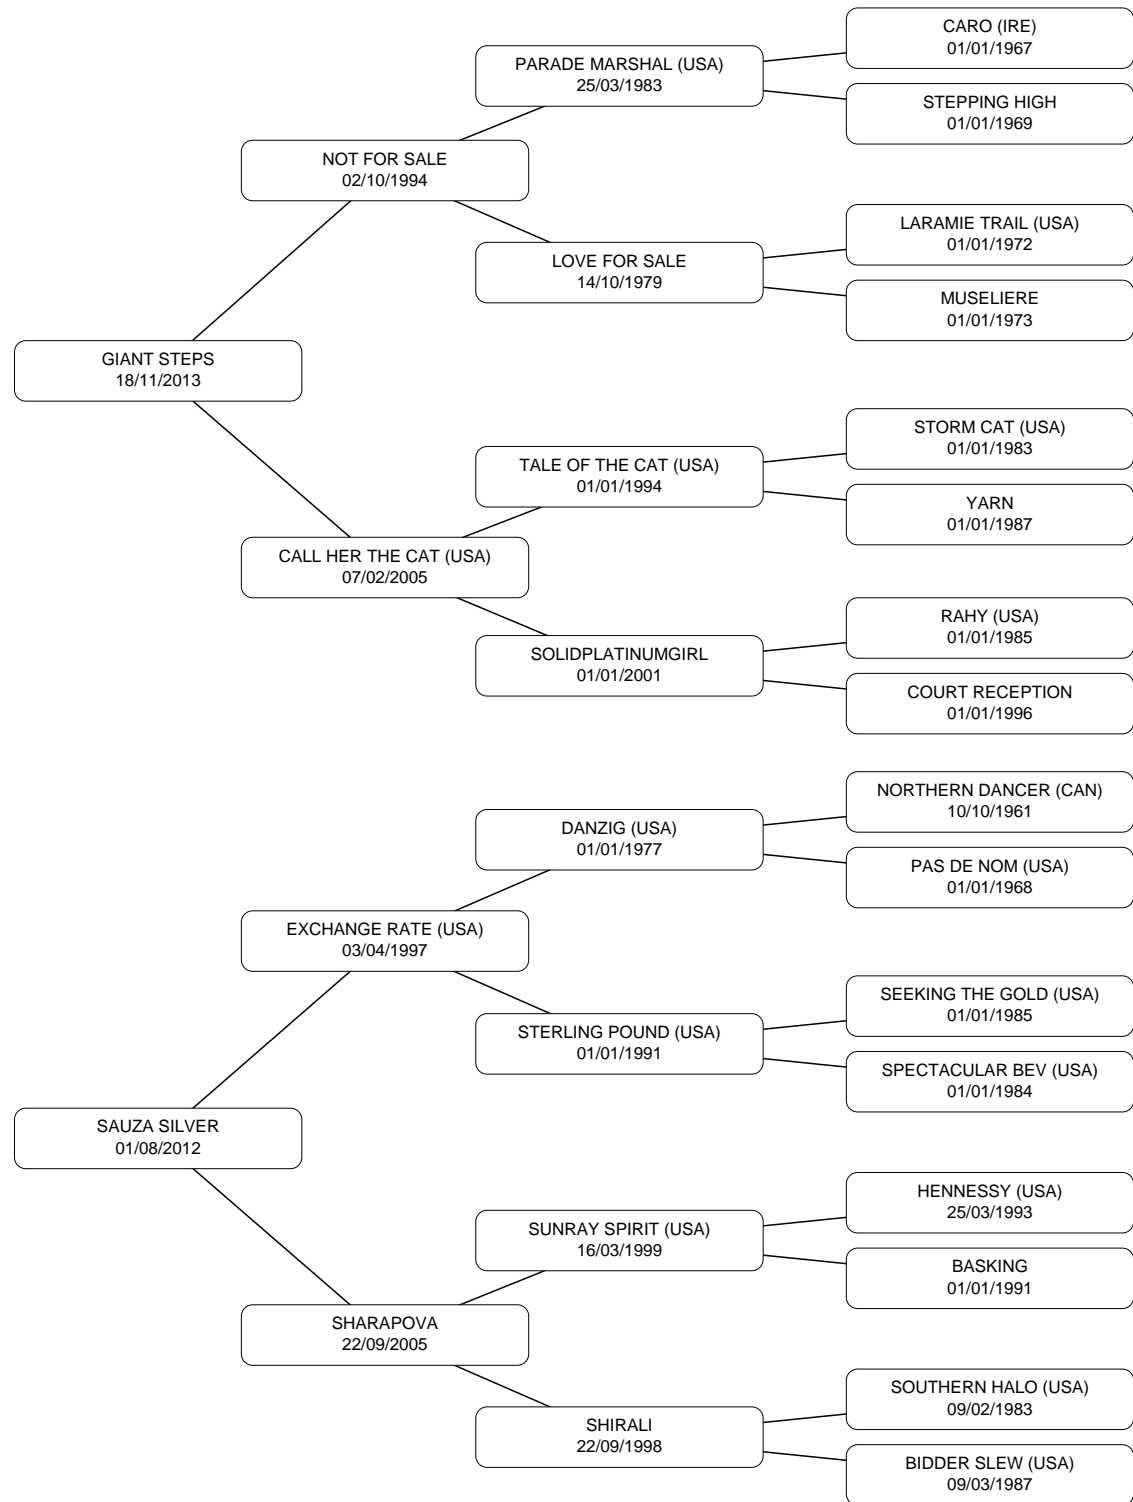 CARO (IRE)
01/01/1967
PARADE MARSHAL (USA)
25/03/1983
STEPPING HIGH
01/01/1969
NOT FOR SALE
02/10/1994
LARAMIE TRAIL (USA)
01/01/1972
LOVE FOR SALE
14/10/1979
MUSELIERE
01/01/1973
GIANT STEPS
18/11/2013
STORM CAT (USA)
01/01/1983
TALE OF THE CAT (USA)
01/01/1994
YARN
01/01/1987
CALL HER THE CAT (USA)
07/02/2005
RAHY (USA)
01/01/1985
SOLIDPLATINUMGIRL
01/01/2001
COURT RECEPTION
01/01/1996
NORTHERN DANCER (CAN)
10/10/1961
DANZIG (USA)
01/01/1977
PAS DE NOM (USA)
01/01/1968
EXCHANGE RATE (USA)
03/04/1997
SEEKING THE GOLD (USA)
01/01/1985
STERLING POUND (USA)
01/01/1991
SPECTACULAR BEV (USA)
01/01/1984
SAUZA SILVER
01/08/2012
HENNESSY (USA)
25/03/1993
SUNRAY SPIRIT (USA)
16/03/1999
BASKING
01/01/1991
SHARAPOVA
22/09/2005
SOUTHERN HALO (USA)
09/02/1983
SHIRALI
22/09/1998
BIDDER SLEW (USA)
09/03/1987